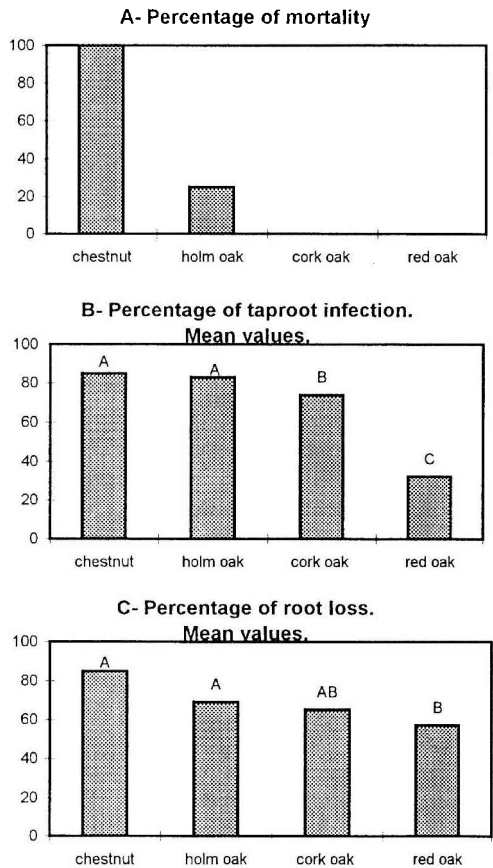 A- Percentage of mortality
100
80
60
40
20
0
chestnut holm oak cork oak red oak
B- Percentage of taproot infection.
Mean values.
100
A A B
80
60
C
40
20
0
chestnut holm oak cork oak red oak
C- Percentage of root loss.
Mean values.
100
A A AB B
80
60
40
20
0
chestnut holm oak cork oak red oak